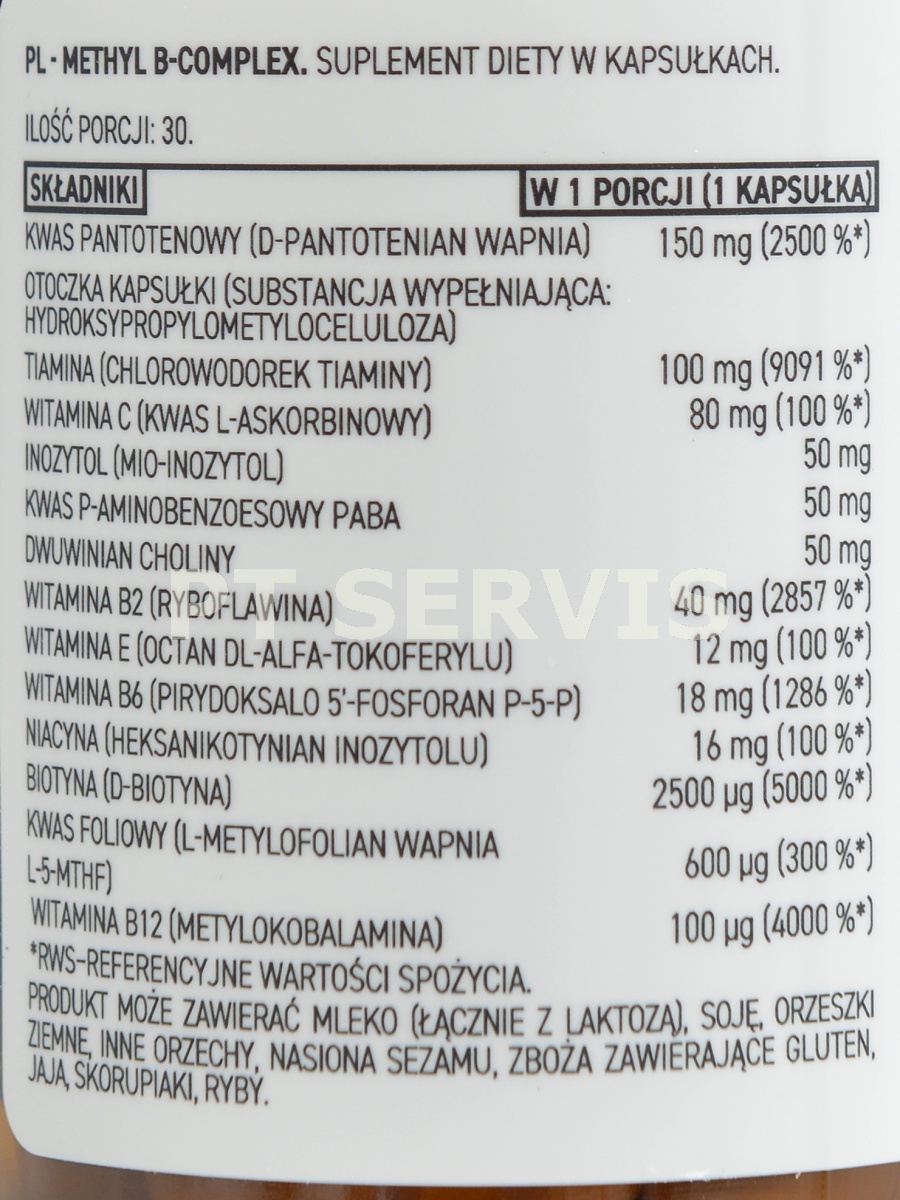 PL · METHYL B-COMPLEX. SUPLEMENT DIETY W KAPSUŁKACH.
ILOŚĆ PORCJI: 30.
SKŁADNIKI W 1 PORCJI (1 KAPSUŁKA)
KWAS PANTOTENOWY (D-PANTOTENIAN WAPNIA) 150 mg (2500 %*)
OTOCZKA KAPSUŁKI (SUBSTANCJA WYPEŁNIAJĄCA:
HYDROKSYPROPYLOMETYLOCELULOZA)
TIAMINA (CHLOROWODOREK TIAMINY) 100 mg (9091 %*)
WITAMINA C (KWAS L-ASKORBINOWY) 80 mg (100 %*)
INOZYTOL (MIO-INOZYTOL) 50 mg
KWAS P-AMINOBENZOESOWY PABA 50 mg
DWUWINIAN CHOLINY 50 mg
PT SERVIS
WITAMINA B2 (RYBOFLAWINA) 40 mg (2857 %*)
WITAMINA E (OCTAN DL-ALFA-TOKOFERYLU) 12 mg (100 %*)
WITAMINA B6 (PIRYDOKSALO 5'-FOSFORAN P-5-P) 18 mg (1286 %*)
NIACYNA (HEKSANIKOTYNIAN INOZYTOLU) 16 mg (100 %*)
BIOTYNA (D-BIOTYNA) 2500 µg (5000 %*)
KWAS FOLIOWY (L-METYLOFOLIAN WAPNIA
L-5-MTHF) 600 µg (300 %*)
WITAMINA B12 (METYLOKOBALAMINA) 100 µg (4000 %*)
*RWS-REFERENCYJNE WARTOŚCI SPOŻYCIA.
PRODUKT MOŻE ZAWIERAĆ MLEKO (ŁĄCZNIE Z LAKTOZĄ), SOJĘ, ORZESZKI
ZIEMNE, INNE ORZECHY, NASIONA SEZAMU, ZBOŻA ZAWIERAJĄCE GLUTEN,
JAJA, SKORUPIAKI, RYBY.